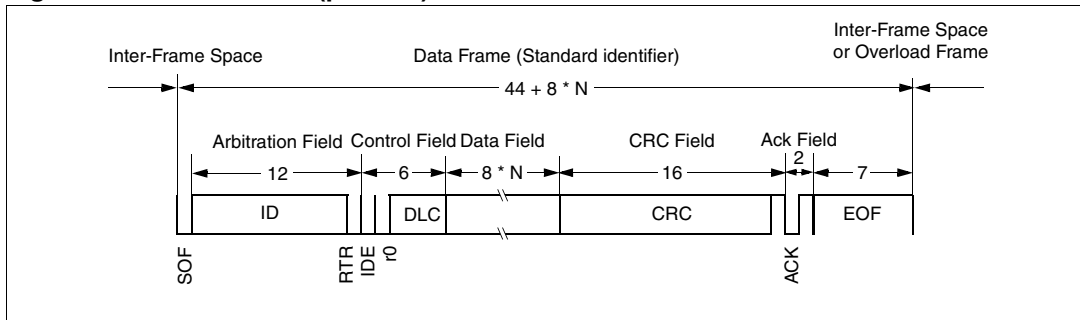 Inter-Frame Space
Data Frame (Standard identifier)
Inter-Frame Space
or Overload Frame
44 + 8 * N
Arbitration Field
Control Field
Data Field
CRC Field
Ack Field
12
6
8 * N
16
2
7
ID
DLC
CRC
EOF
SOF
RTR
IDE
r0
ACK